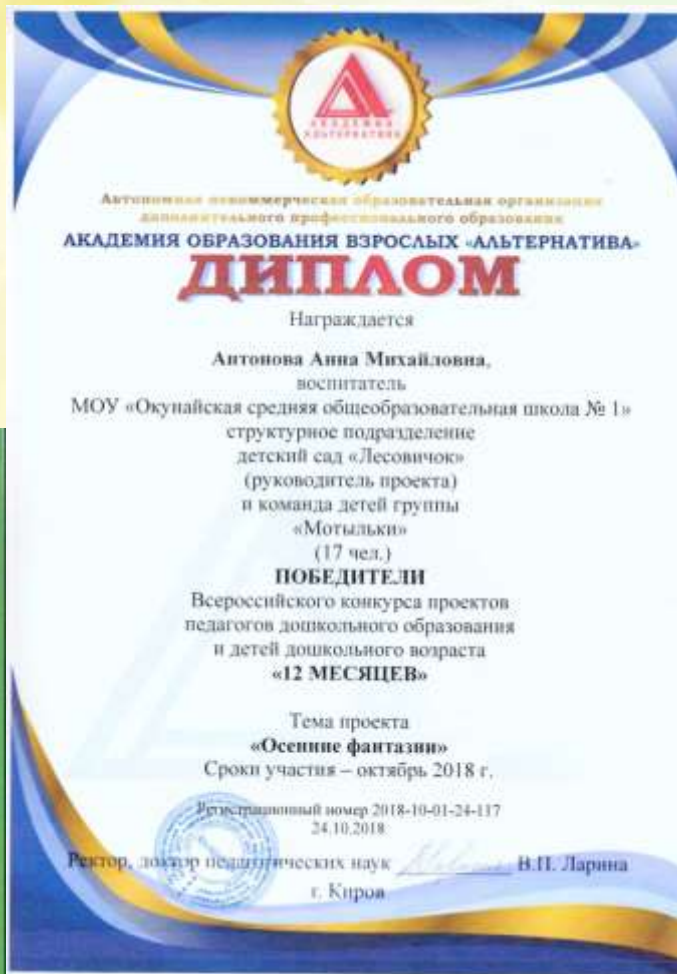 АКАДЕМИЯ
АЛЬТЕРНАТИВА
Автономная некоммерческая образовательная организация
дополнительного профессионального образования
АКАДЕМИЯ ОБРАЗОВАНИЯ ВЗРОСЛЫХ «АЛЬТЕРНАТИВА»
ДИПЛОМ
Награждается
Антонова Анна Михайловна,
воспитатель
МОУ «Окунайская средняя общеобразовательная школа № 1»
структурное подразделение
детский сад «Лесовичок»
(руководитель проекта)
и команда детей группы
«Мотыльки»
(17 чел.)
ПОБЕДИТЕЛИ
Всероссийского конкурса проектов
педагогов дошкольного образования
и детей дошкольного возраста
«12 МЕСЯЦЕВ»
Тема проекта
«Осенние фантазии»
Сроки участия – октябрь 2018 г.
Регистрационный номер 2018-10-01-24-117
24.10.2018
Ректор, доктор педагогических наук В.П. Ларина
г. Киров